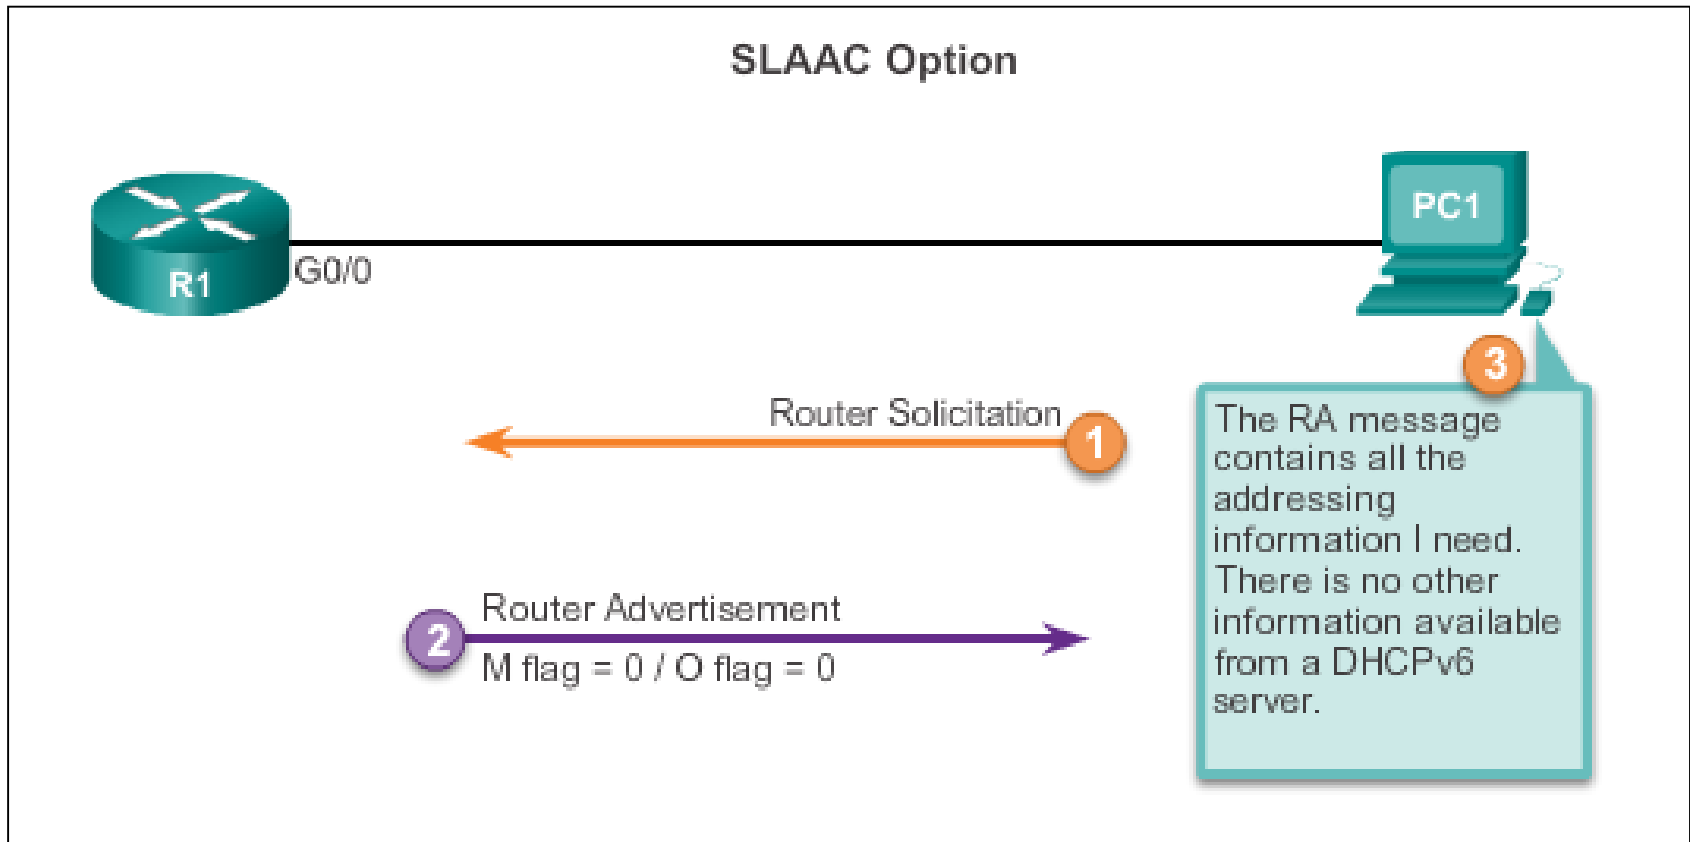 SLAAC Option
PC1
R1
G0/0
3
Router Solicitation
1
The RA message
contains all the
addressing
information I need.
There is no other
information available
from a DHCPv6
server.
Router Advertisement
2
M flag = 0 / O flag = 0